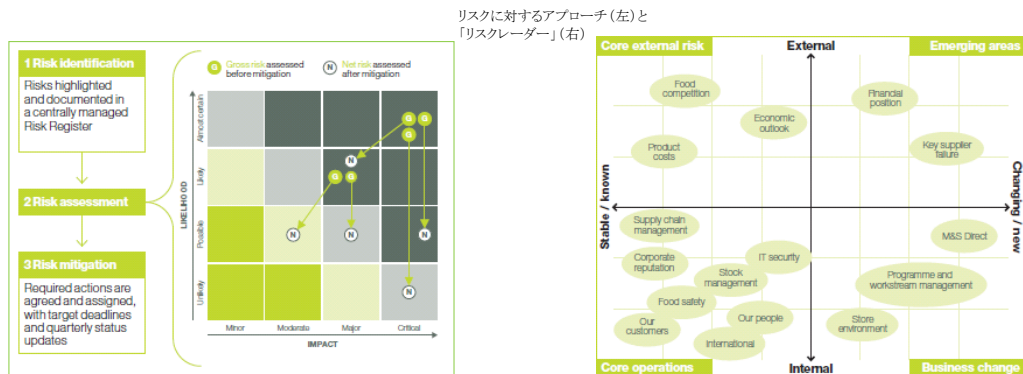 リスクに対するアプローチ（左）と
「リスクレーダー」（右）
1 Risk identification
Risks highlighted
and documented in
a centrally managed
Risk Register
2 Risk assessment
3 Risk mitigation
Required actions are
agreed and assigned,
with target deadlines
and quarterly status
updates
G Gross risk assessed
before mitigation
N Net risk assessed
after mitigation
LIKELIHOOD
Almost certain
Likely
Possible
Unlikely
G G
G
N
G G
N N N
N
Minor Moderate Major Critical
IMPACT
Core external risk External Emerging areas
Food
competition
Financial
position
Economic
outlook
Product
costs
Key supplier
failure
Stable / known
Changing / new
Supply chain
management
M&S Direct
Corporate
reputation
IT security
Stock
management
Programme and
workstream management
Food safety
Our
customers
Our people
Store
environment
International
Core operations Internal Business change